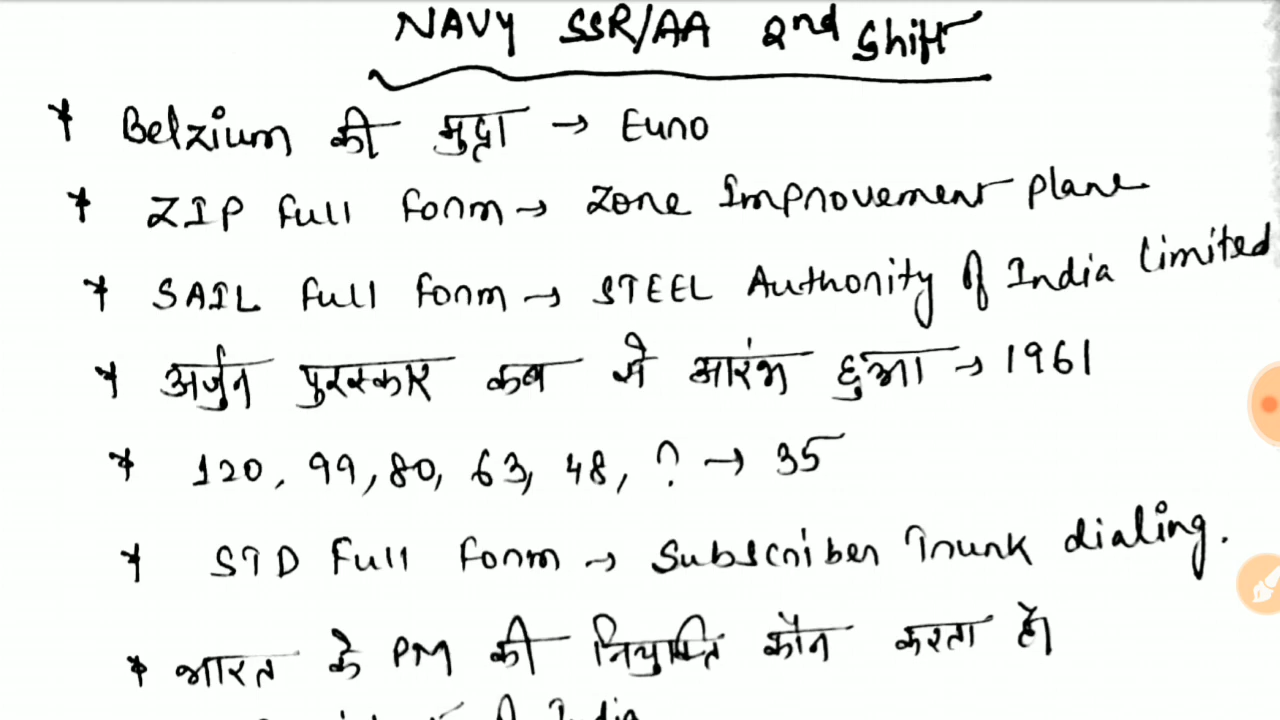 NAVY SSR/AA 2nd Shift
* Belzium की मुद्रा → Euro
* ZIP full form → Zone Improvement plane
* SAIL full form → STEEL Authority of India Limited
* अर्जुन पुरस्कार कब से आरंभ हुआ → 1961
* 120, 99, 80, 63, 48, ? → 35
* STD full form → Subscriber Trunk dialing.
* भारत के PM की नियुक्ति कौन करता है।
of India